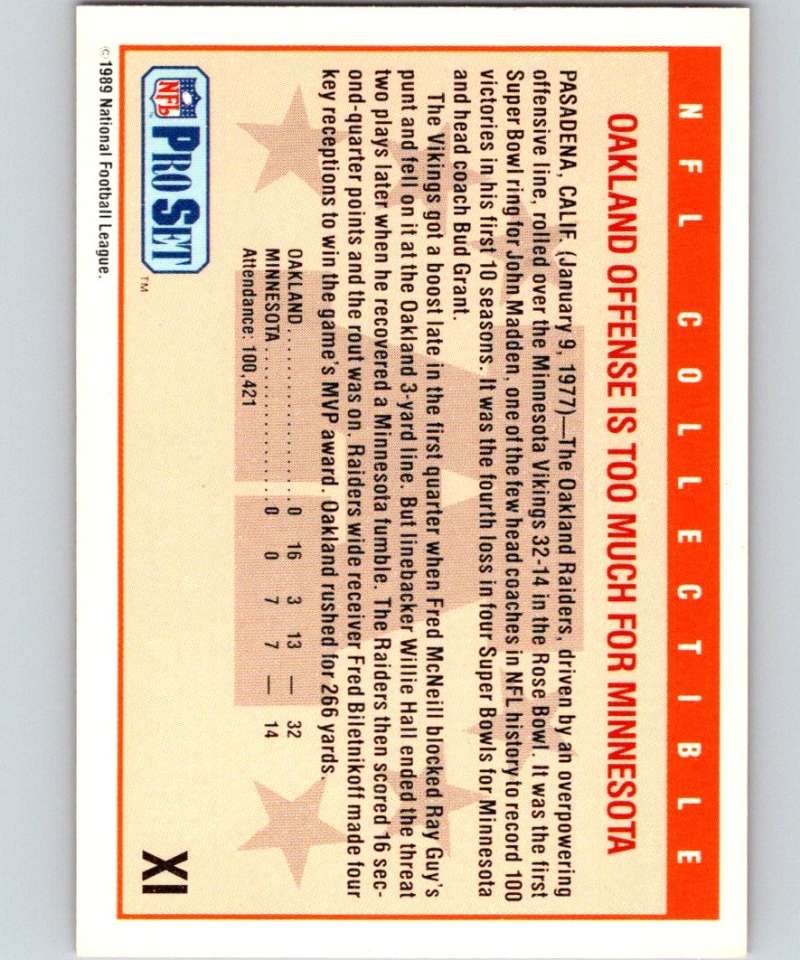 NFL COLLECTIBLE
OAKLAND OFFENSE IS TOO MUCH FOR MINNESOTA
PASADENA, CALIF. (January 9, 1977)—The Oakland Raiders, driven by an overpowering
offensive line, rolled over the Minnesota Vikings 32-14 in the Rose Bowl. It was the first
Super Bowl ring for John Madden, one of the few head coaches in NFL history to record 100
victories in his first 10 seasons. It was the fourth loss in four Super Bowls for Minnesota
and head coach Bud Grant.
The Vikings got a boost late in the first quarter when Fred McNeill blocked Ray Guy's
punt and fell on it at the Oakland 3-yard line. But linebacker Willie Hall ended the threat
two plays later when he recovered a Minnesota fumble. The Raiders then scored 16 sec-
ond-quarter points and the rout was on. Raiders wide receiver Fred Biletnikoff made four
key receptions to win the game's MVP award. Oakland rushed for 266 yards.
OAKLAND ................... 0 16 3 13 — 32
MINNESOTA ................. 0 0 7 7 — 14
Attendance: 100,421
NFL PRO SET ™
XI
© 1989 National Football League.